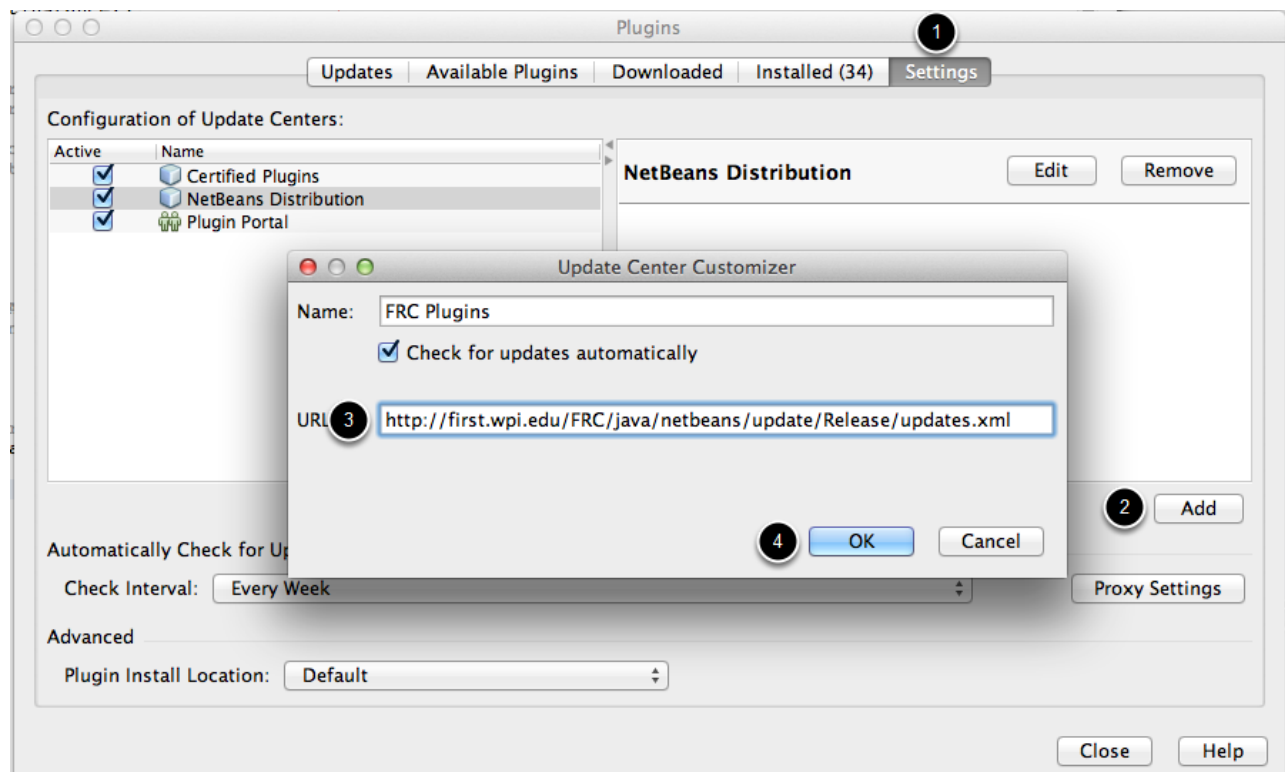 Plugins
1
Updates Available Plugins Downloaded Installed (34) Settings
Configuration of Update Centers:
Active Name
Certified Plugins
NetBeans Distribution
Plugin Portal
NetBeans Distribution Edit Remove
Update Center Customizer
Name: FRC Plugins
Check for updates automatically
URL 3 http://first.wpi.edu/FRC/java/netbeans/update/Release/updates.xml
2 Add
4 OK Cancel
Automatically Check for Up
Check Interval: Every Week Proxy Settings
Advanced
Plugin Install Location: Default
Close Help